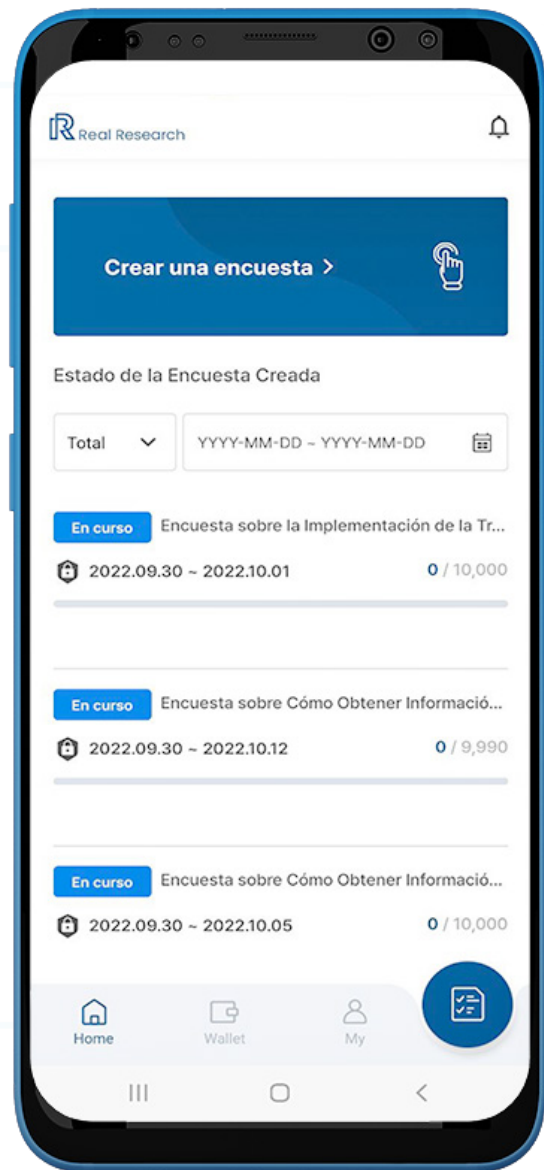 Real Research
Crear una encuesta >
Estado de la Encuesta Creada
Total
YYYY-MM-DD ~ YYYY-MM-DD
En curso Encuesta sobre la Implementación de la Tr...
2022.09.30 ~ 2022.10.01 0 / 10,000
En curso Encuesta sobre Cómo Obtener Informació...
2022.09.30 ~ 2022.10.12 0 / 9,990
En curso Encuesta sobre Cómo Obtener Informació...
2022.09.30 ~ 2022.10.05 0 / 10,000
Home Wallet My